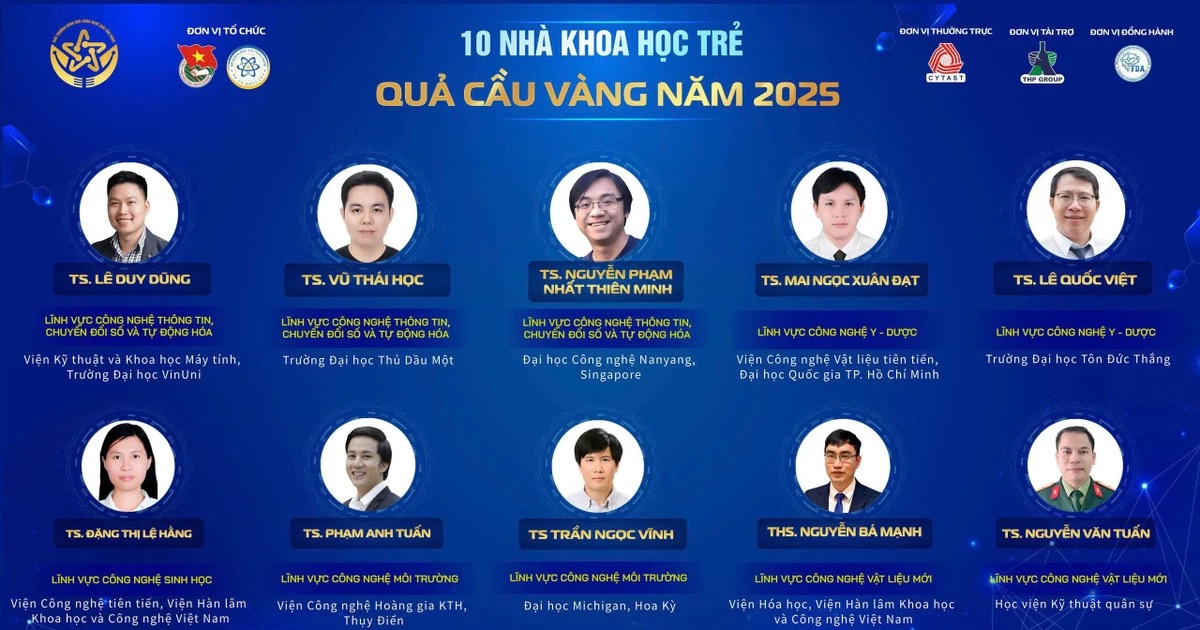 ĐƠN VỊ TỔ CHỨC
10 NHÀ KHOA HỌC TRẺ
QUẢ CẦU VÀNG NĂM 2025
ĐƠN VỊ THƯỜNG TRỰC
ĐƠN VỊ TÀI TRỢ
ĐƠN VỊ ĐỒNG HÀNH
CYTAST
THP GROUP
FDA
TS. LÊ DUY DŨNG
LĨNH VỰC CÔNG NGHỆ THÔNG TIN,
CHUYỂN ĐỔI SỐ VÀ TỰ ĐỘNG HÓA
Viện Kỹ thuật và Khoa học Máy tính,
Trường Đại học VinUni
TS. VŨ THÁI HỌC
LĨNH VỰC CÔNG NGHỆ THÔNG TIN,
CHUYỂN ĐỔI SỐ VÀ TỰ ĐỘNG HÓA
Trường Đại học Thủ Dầu Một
TS. NGUYỄN PHẠM
NHẤT THIÊN MINH
LĨNH VỰC CÔNG NGHỆ THÔNG TIN,
CHUYỂN ĐỔI SỐ VÀ TỰ ĐỘNG HÓA
Đại học Công nghệ Nanyang,
Singapore
TS. MAI NGỌC XUÂN ĐẠT
LĨNH VỰC CÔNG NGHỆ Y - DƯỢC
Viện Công nghệ Vật liệu tiên tiến,
Đại học Quốc gia TP. Hồ Chí Minh
TS. LÊ QUỐC VIỆT
LĨNH VỰC CÔNG NGHỆ Y - DƯỢC
Trường Đại học Tôn Đức Thắng
TS. ĐẶNG THỊ LỆ HẰNG
LĨNH VỰC CÔNG NGHỆ SINH HỌC
Viện Công nghệ tiên tiến, Viện Hàn lâm
Khoa học và Công nghệ Việt Nam
TS. PHẠM ANH TUẤN
LĨNH VỰC CÔNG NGHỆ MÔI TRƯỜNG
Viện Công nghệ Hoàng gia KTH,
Thụy Điển
TS TRẦN NGỌC VĨNH
LĨNH VỰC CÔNG NGHỆ MÔI TRƯỜNG
Đại học Michigan, Hoa Kỳ
THS. NGUYỄN BÁ MẠNH
LĨNH VỰC CÔNG NGHỆ VẬT LIỆU MỚI
Viện Hóa học, Viện Hàn lâm Khoa học
và Công nghệ Việt Nam
TS. NGUYỄN VĂN TUẤN
LĨNH VỰC CÔNG NGHỆ VẬT LIỆU MỚI
Học viện Kỹ thuật quân sự